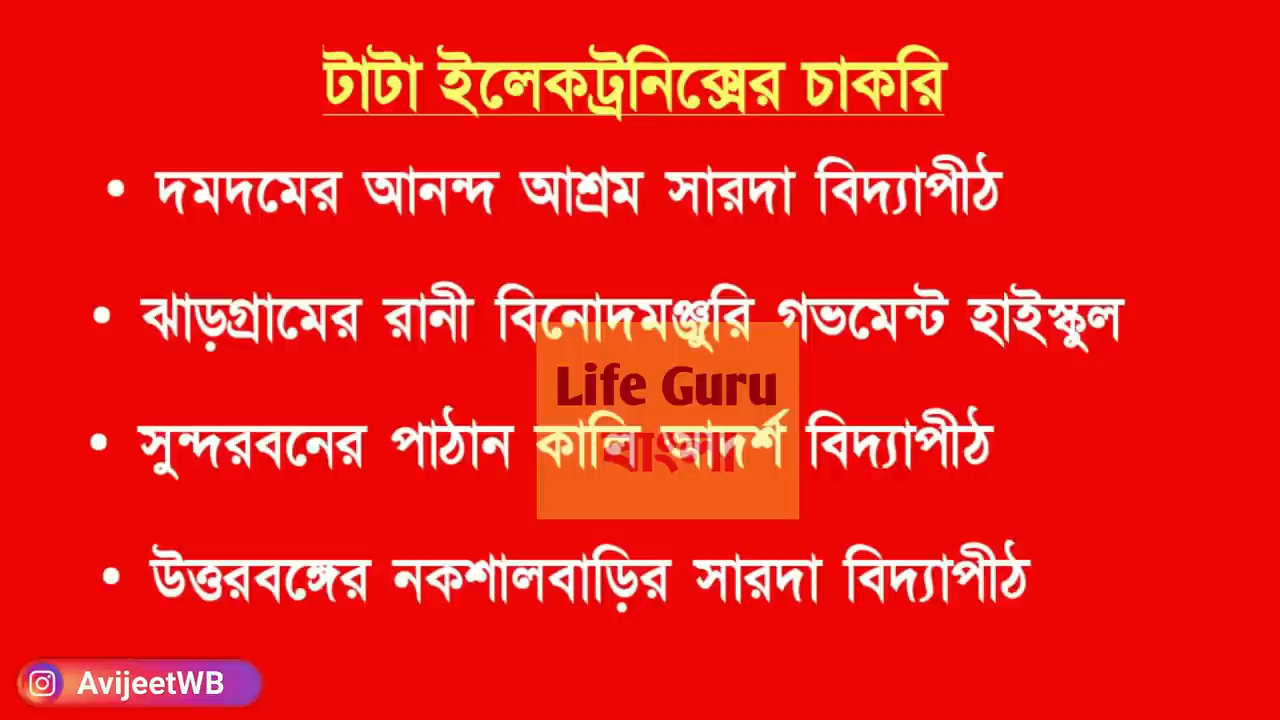 টাটা ইলেকট্রনিক্সের চাকরি
• দমদমের আনন্দ আশ্রম সারদা বিদ্যাপীঠ
• ঝাড়গ্রামের রানী বিনোদমঞ্জুরি গভমেন্ট হাইস্কুল
Life Guru
• সুন্দরবনের পাঠান কালি আদর্শ বিদ্যাপীঠ
বাংলা
• উত্তরবঙ্গের নকশালবাড়ির সারদা বিদ্যাপীঠ
AvijeetWB